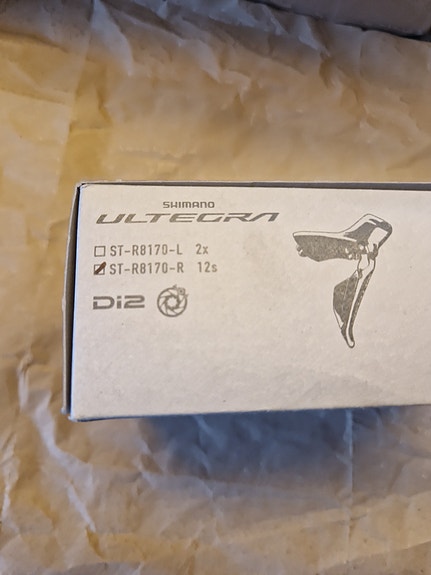 SHIMANO
ULTEGRA
ST-R8170-L 2x
ST-R8170-R 12s
Di2